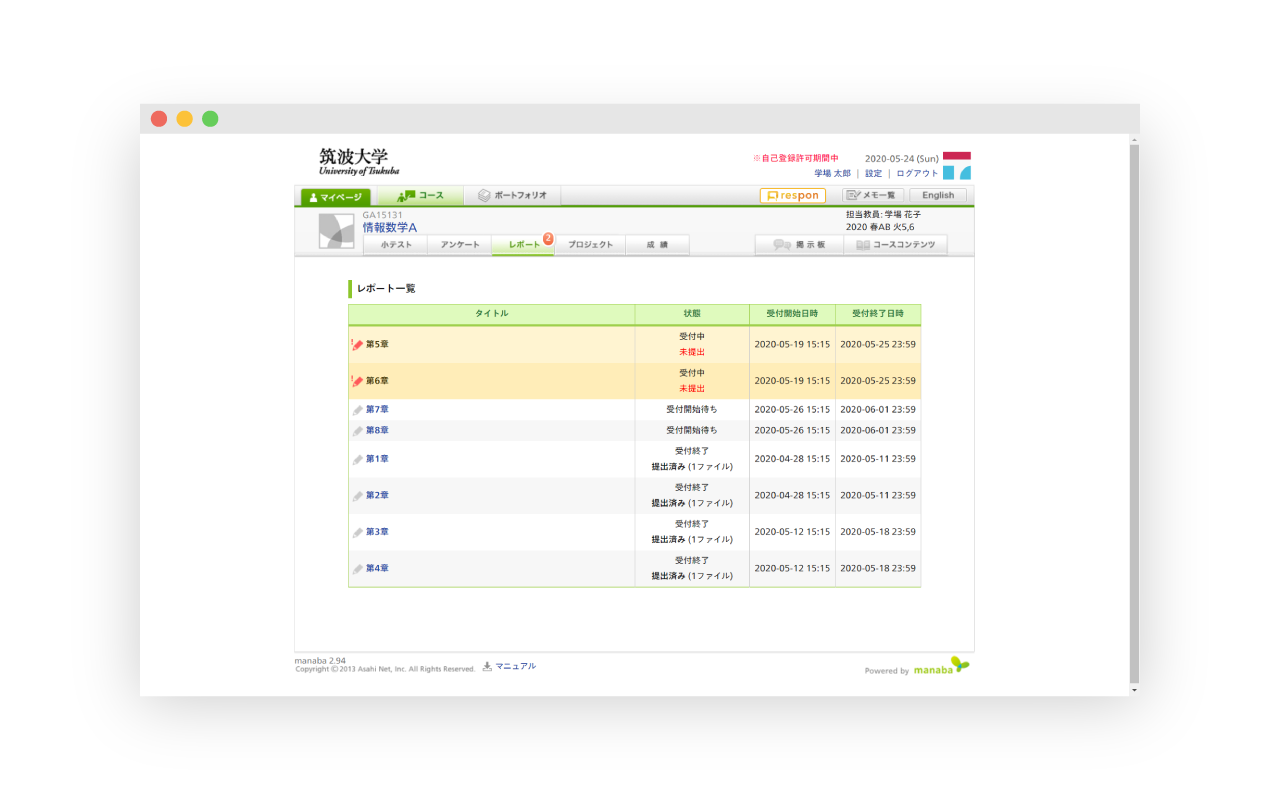 筑波大学
University of Tsukuba
※自己登録許可期間中 2020-05-24 (Sun)
学場 太郎 | 設定 | ログアウト
マイページ コース ポートフォリオ respon メモ一覧 English
GA15131 担当教員: 学場 花子
情報数学A 2020 春AB 火5,6
小テスト アンケート レポート 2 プロジェクト 成 績 掲 示 板 コースコンテンツ
レポート一覧
タイトル 状態 受付開始日時 受付終了日時
第5章 受付中 未提出 2020-05-19 15:15 2020-05-25 23:59
第6章 受付中 未提出 2020-05-19 15:15 2020-05-25 23:59
第7章 受付開始待ち 2020-05-26 15:15 2020-06-01 23:59
第8章 受付開始待ち 2020-05-26 15:15 2020-06-01 23:59
第1章 受付終了 提出済み (1ファイル) 2020-04-28 15:15 2020-05-11 23:59
第2章 受付終了 提出済み (1ファイル) 2020-04-28 15:15 2020-05-11 23:59
第3章 受付終了 提出済み (1ファイル) 2020-05-12 15:15 2020-05-18 23:59
第4章 受付終了 提出済み (1ファイル) 2020-05-12 15:15 2020-05-18 23:59
manaba 2.94
Copyright © 2013 Asahi Net, Inc. All Rights Reserved. マニュアル
Powered by manaba